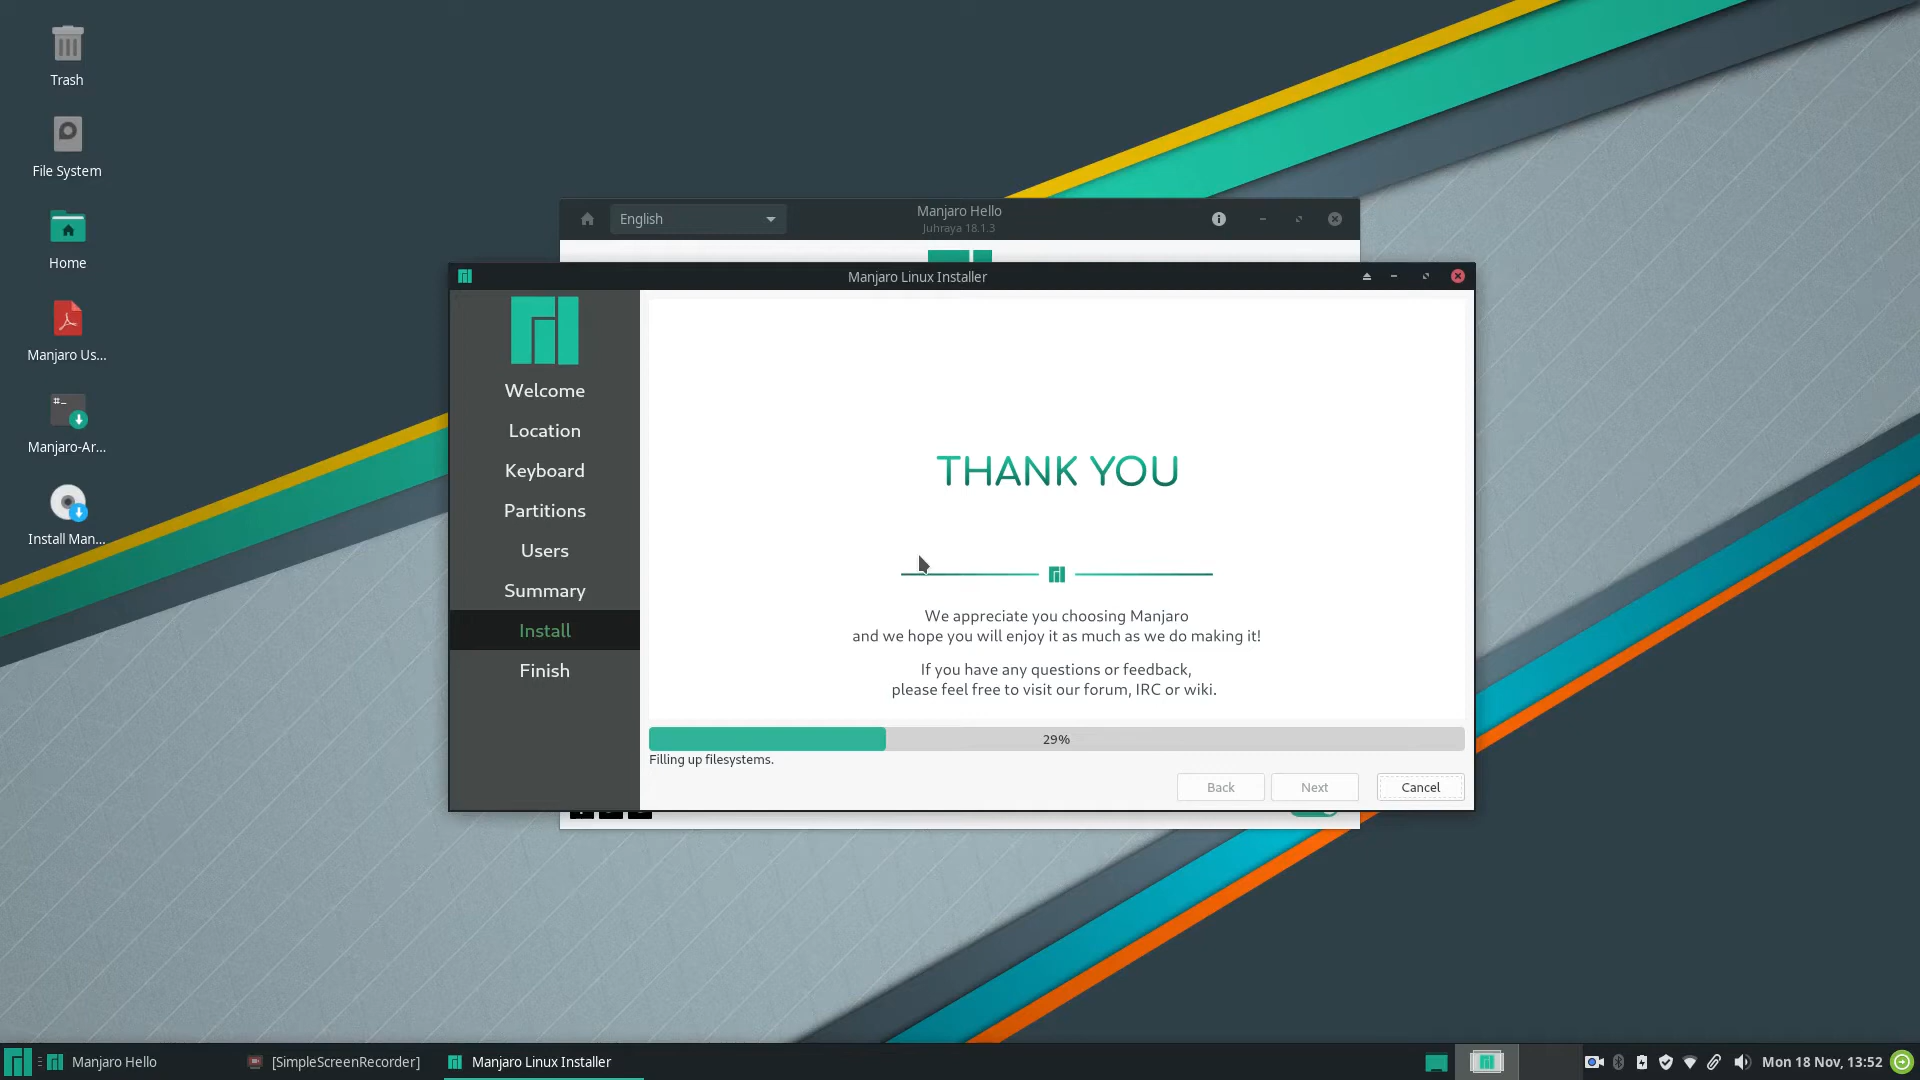 Trash
File System
Home
Manjaro Us...
Manjaro-Ar...
Install Man...
English
Manjaro Hello
Juhraya 18.1.3
Manjaro Linux Installer
Welcome
Location
Keyboard
Partitions
Users
Summary
Install
Finish
THANK YOU
We appreciate you choosing Manjaro
and we hope you will enjoy it as much as we do making it!
If you have any questions or feedback,
please feel free to visit our forum, IRC or wiki.
29%
Filling up filesystems.
Back
Next
Cancel
Manjaro Hello
[SimpleScreenRecorder]
Manjaro Linux Installer
Mon 18 Nov, 13:52